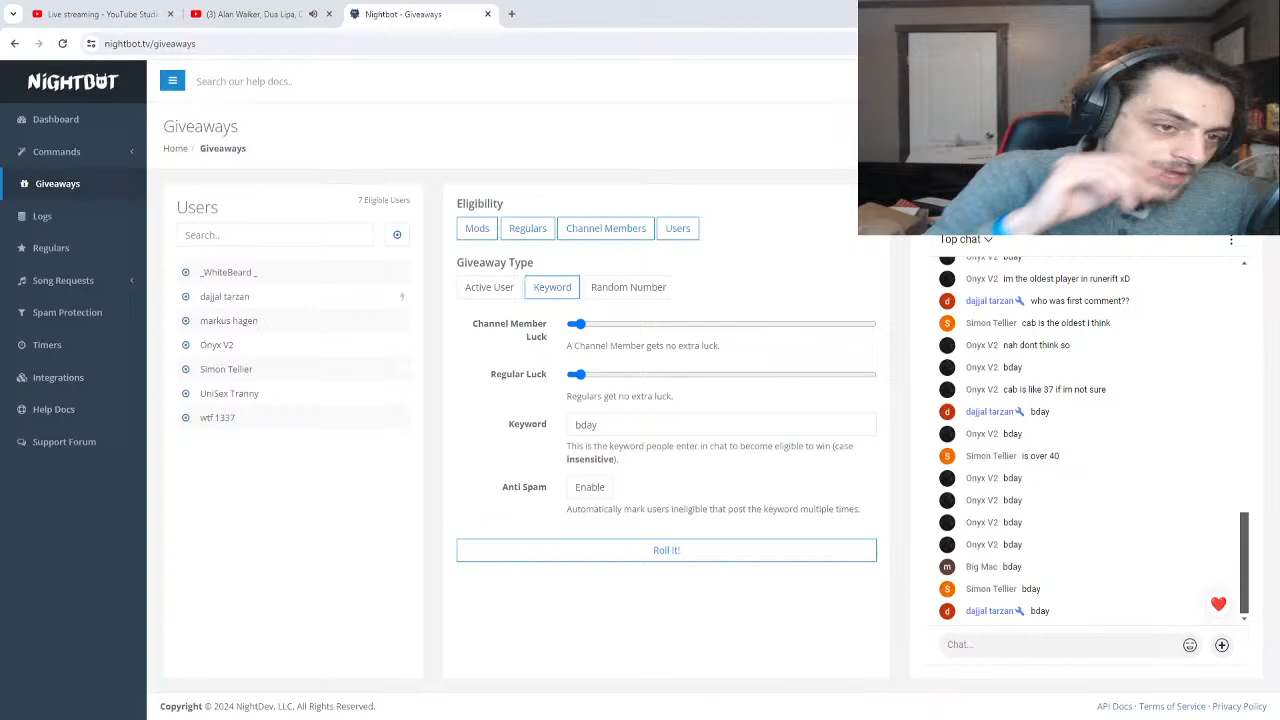 Live streaming - YouTube Studi
(3) Alan Walker, Dua Lipa, C
Nightbot - Giveaways
nightbot.tv/giveaways
NIGHTBOT
Search our help docs..
Dashboard
Commands
Giveaways
Logs
Regulars
Song Requests
Spam Protection
Timers
Integrations
Help Docs
Support Forum
Giveaways
Home / Giveaways
Users
7 Eligible Users
Search..
_WhiteBeard _
dajjal tarzan
markus hagen
Onyx V2
Simon Tellier
UniSex Tranny
wtf 1337
Eligibility
Mods Regulars Channel Members Users
Giveaway Type
Active User Keyword Random Number
Channel Member
Luck
A Channel Member gets no extra luck.
Regular Luck
Regulars get no extra luck.
Keyword
bday
This is the keyword people enter in chat to become eligible to win (case
insensitive).
Anti Spam
Enable
Automatically mark users ineligible that post the keyword multiple times.
Roll It!
Top chat
Onyx V2 bday
Onyx V2 im the oldest player in runerift xD
dajjal tarzan who was first comment??
Simon Tellier cab is the oldest i think
Onyx V2 nah dont think so
Onyx V2 bday
Onyx V2 cab is like 37 if im not sure
dajjal tarzan bday
Onyx V2 bday
Simon Tellier is over 40
Onyx V2 bday
Onyx V2 bday
Onyx V2 bday
Onyx V2 bday
m Big Mac bday
Simon Tellier bday
dajjal tarzan bday
Chat...
Copyright © 2024 NightDev, LLC. All Rights Reserved.
API Docs · Terms of Service · Privacy Policy